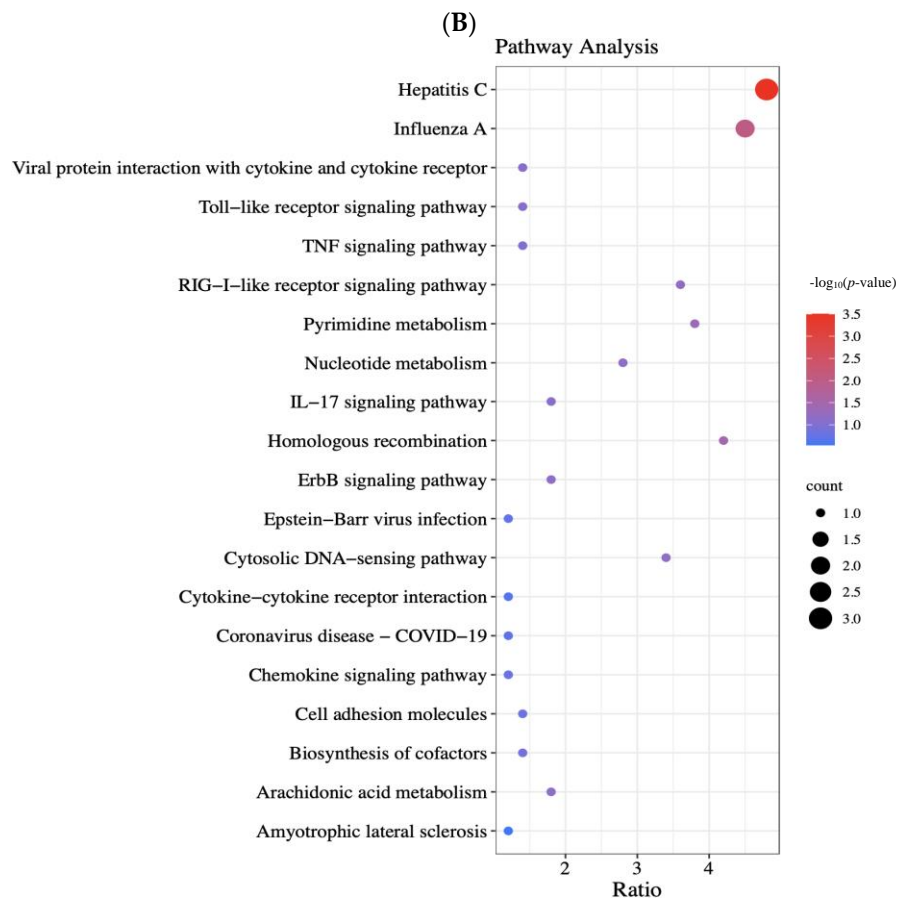 (B)
Pathway Analysis
Hepatitis C
Influenza A
Viral protein interaction with cytokine and cytokine receptor
Toll−like receptor signaling pathway
TNF signaling pathway
RIG−I−like receptor signaling pathway
Pyrimidine metabolism
Nucleotide metabolism
IL−17 signaling pathway
Homologous recombination
ErbB signaling pathway
Epstein−Barr virus infection
Cytosolic DNA−sensing pathway
Cytokine−cytokine receptor interaction
Coronavirus disease − COVID−19
Chemokine signaling pathway
Cell adhesion molecules
Biosynthesis of cofactors
Arachidonic acid metabolism
Amyotrophic lateral sclerosis
2 3 4
Ratio
-log₁₀(p-value)
3.5
3.0
2.5
2.0
1.5
1.0
count
1.0
1.5
2.0
2.5
3.0